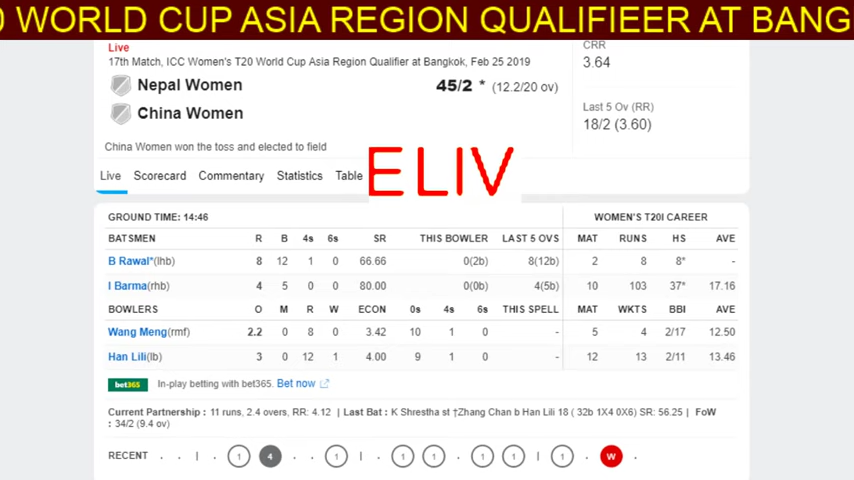 0 WORLD CUP ASIA REGION QUALIFIEER AT BANG
Live
CRR
17th Match, ICC Women's T20 World Cup Asia Region Qualifier at Bangkok, Feb 25 2019
3.64
Nepal Women 45/2 * (12.2/20 ov)
China Women
Last 5 Ov (RR)
18/2 (3.60)
China Women won the toss and elected to field
ELIV
Live Scorecard Commentary Statistics Table
GROUND TIME: 14:46 WOMEN'S T20I CAREER
BATSMEN R B 4s 6s SR THIS BOWLER LAST 5 OVS MAT RUNS HS AVE
B Rawal*(lhb) 8 12 1 0 66.66 0(2b) 8(12b) 2 8 8* -
I Barma(rhb) 4 5 0 0 80.00 0(0b) 4(5b) 10 103 37* 17.16
BOWLERS O M R W ECON 0s 4s 6s THIS SPELL MAT WKTS BBI AVE
Wang Meng(rmf) 2.2 0 8 0 3.42 10 1 0 - 5 4 2/17 12.50
Han Lili(lb) 3 0 12 1 4.00 9 1 0 - 12 13 2/11 13.46
bet365 In-play betting with bet365. Bet now
Current Partnership : 11 runs, 2.4 overs, RR: 4.12 | Last Bat : K Shrestha st †Zhang Chan b Han Lili 18 ( 32b 1X4 0X6) SR: 56.25 | FoW
: 34/2 (9.4 ov)
RECENT . . | . 1 4 . . 1 | . 1 1 . 1 1 | 1 . W .